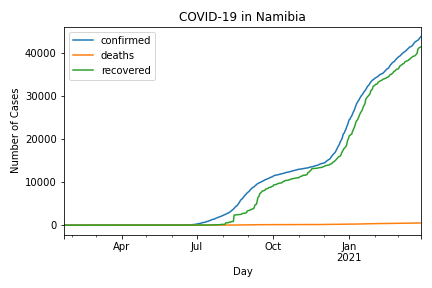 COVID-19 in Namibia
confirmed
deaths
recovered
Number of Cases
40000
30000
20000
10000
0
Apr
Jul
Oct
Jan
2021
Day